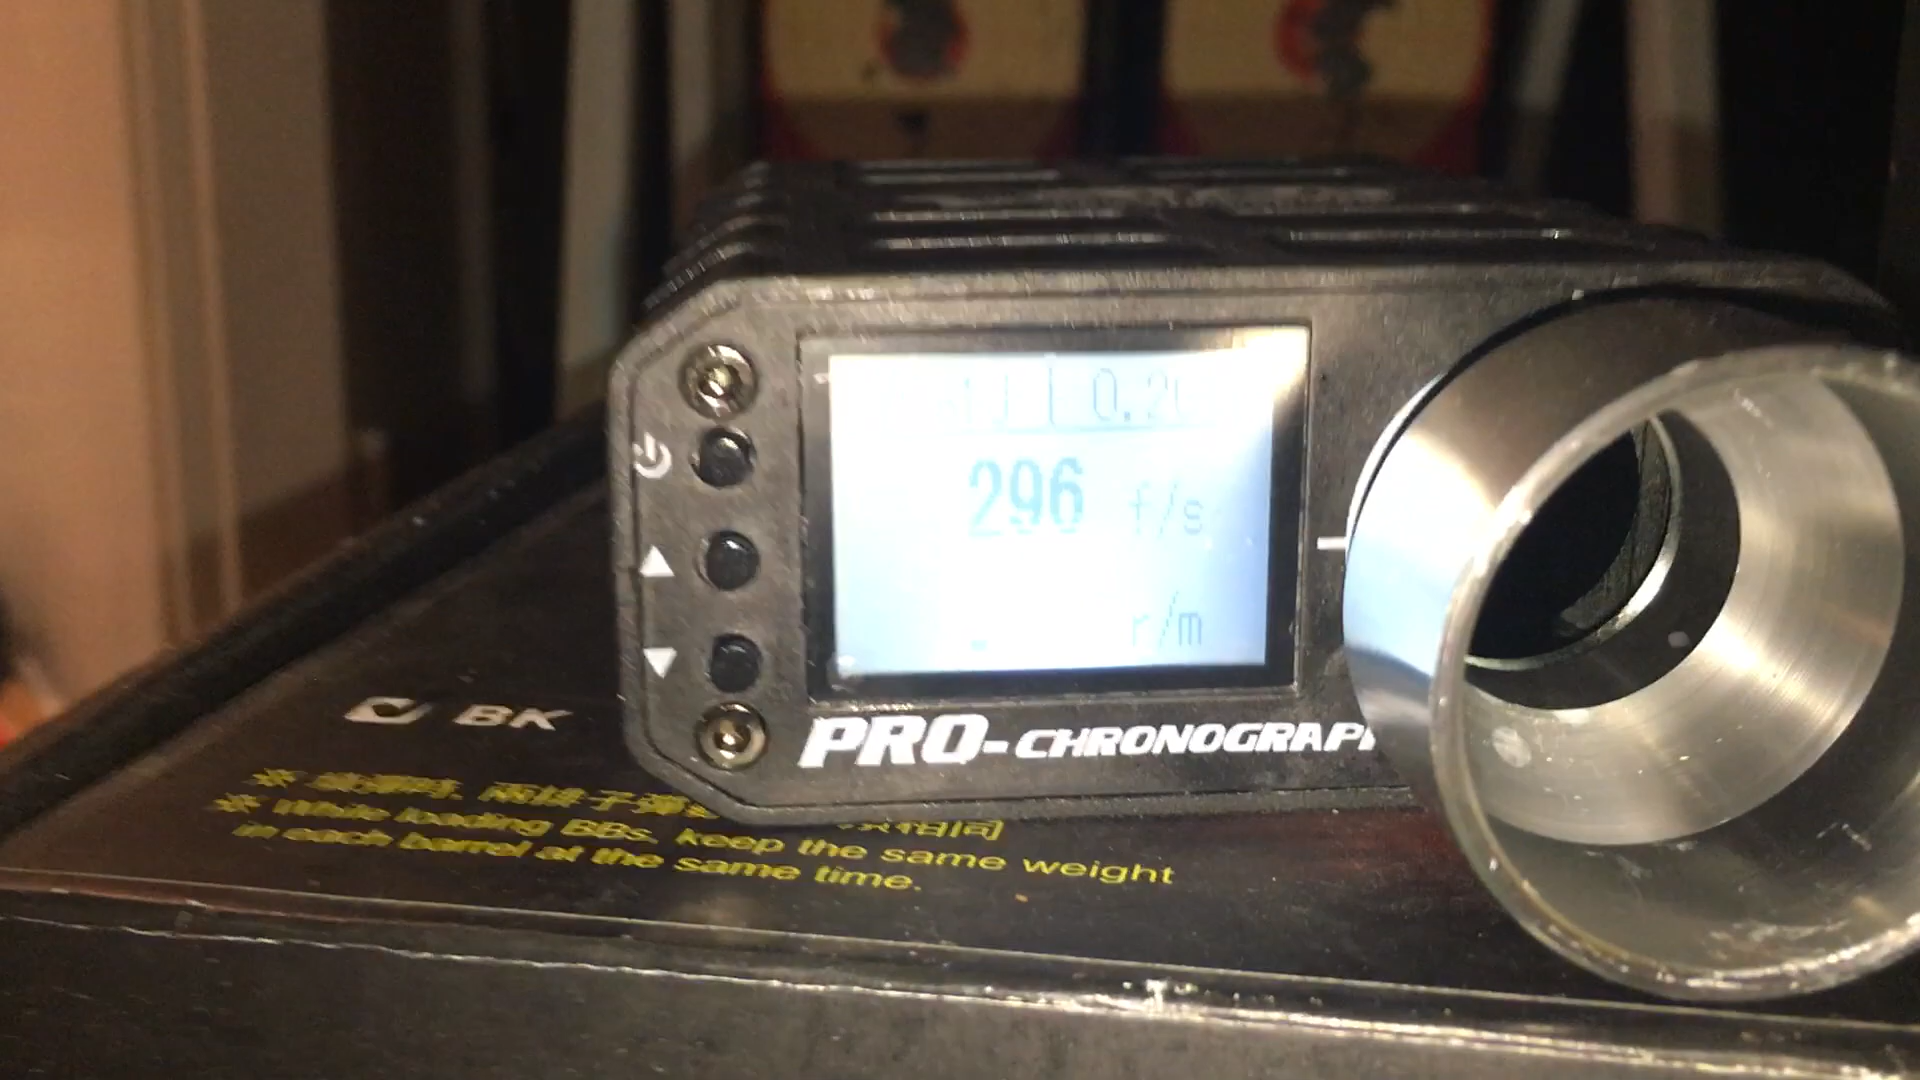 0.20
296 f/s
- r/m
PRO-CHRONOGRAP
BK
※ While loading BBs, keep the same weight
in each barrel at the same time.